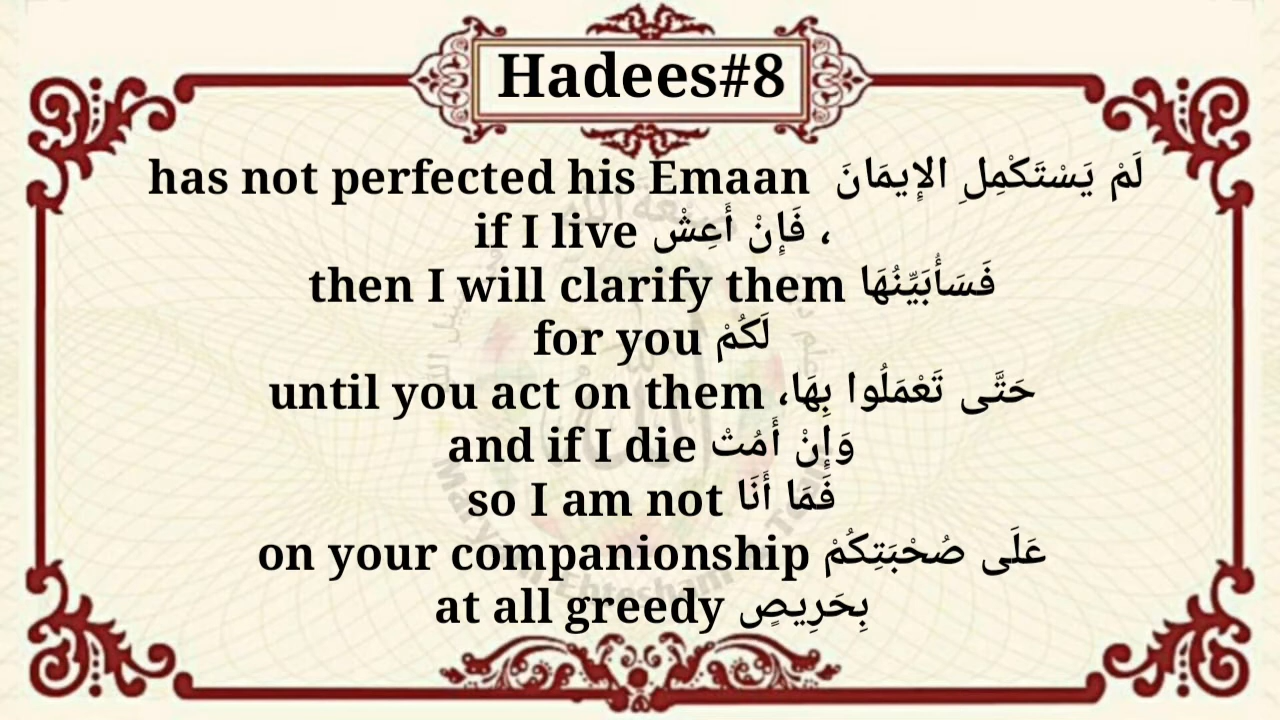 Hadees#8
has not perfected his Emaan لَمْ يَسْتَكْمِلِ الإِيمَانَ
if I live فَإِنْ أَعِشْ ،
then I will clarify them فَسَأُبَيِّنُهَا
for you لَكُمْ
until you act on them حَتَّى تَعْمَلُوا بِهَا،
and if I die وَإِنْ أَمُتْ
so I am not فَمَا أَنَا
on your companionship عَلَى صُحْبَتِكُمْ
at all greedy بِحَرِيصٍ